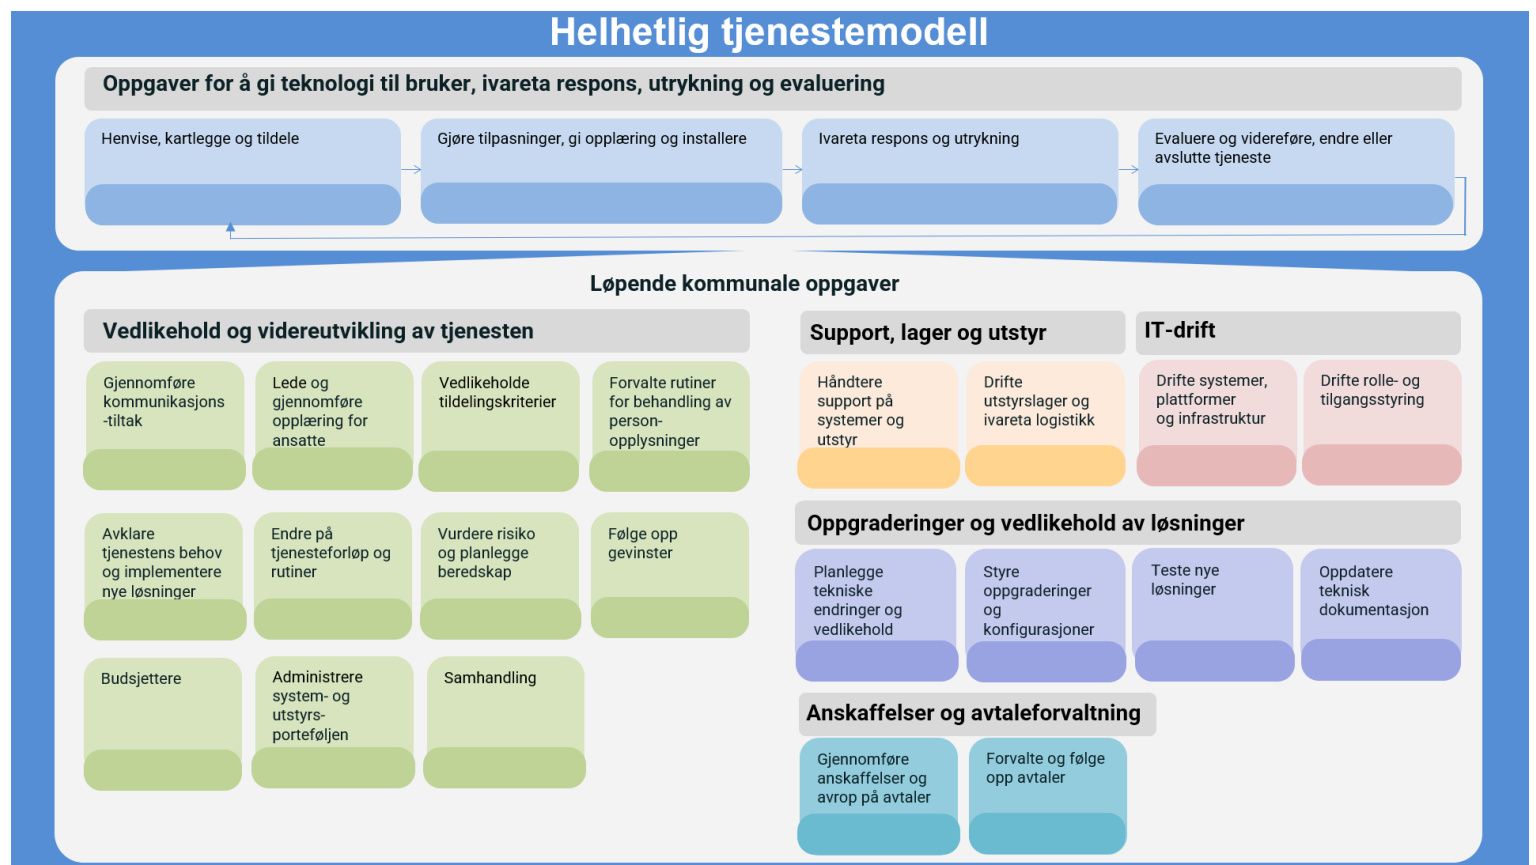 Helhetlig tjenestemodell
Oppgaver for å gi teknologi til bruker, ivareta respons, utrykning og evaluering
Henvise, kartlegge og tildele
Gjøre tilpasninger, gi opplæring og installere
Ivareta respons og utrykning
Evaluere og videreføre, endre eller
avslutte tjeneste
Løpende kommunale oppgaver
Vedlikehold og videreutvikling av tjenesten
Gjennomføre
kommunikasjons
-tiltak
Lede og
gjennomføre
opplæring for
ansatte
Vedlikeholde
tildelingskriterier
Forvalte rutiner
for behandling av
person-
opplysninger
Avklare
tjenestens behov
og implementere
nye løsninger
Endre på
tjenesteforløp og
rutiner
Vurdere risiko
og planlegge
beredskap
Følge opp
gevinster
Budsjettere
Administrere
system- og
utstyrs-
porteføljen
Samhandling
Support, lager og utstyr
Håndtere
support på
systemer og
utstyr
Drifte
utstyrslager og
ivareta logistikk
IT-drift
Drifte systemer,
plattformer
og infrastruktur
Drifte rolle- og
tilgangsstyring
Oppgraderinger og vedlikehold av løsninger
Planlegge
tekniske
endringer og
vedlikehold
Styre
oppgraderinger
og
konfigurasjoner
Teste nye
løsninger
Oppdatere
teknisk
dokumentasjon
Anskaffelser og avtaleforvaltning
Gjennomføre
anskaffelser og
avrop på avtaler
Forvalte og følge
opp avtaler